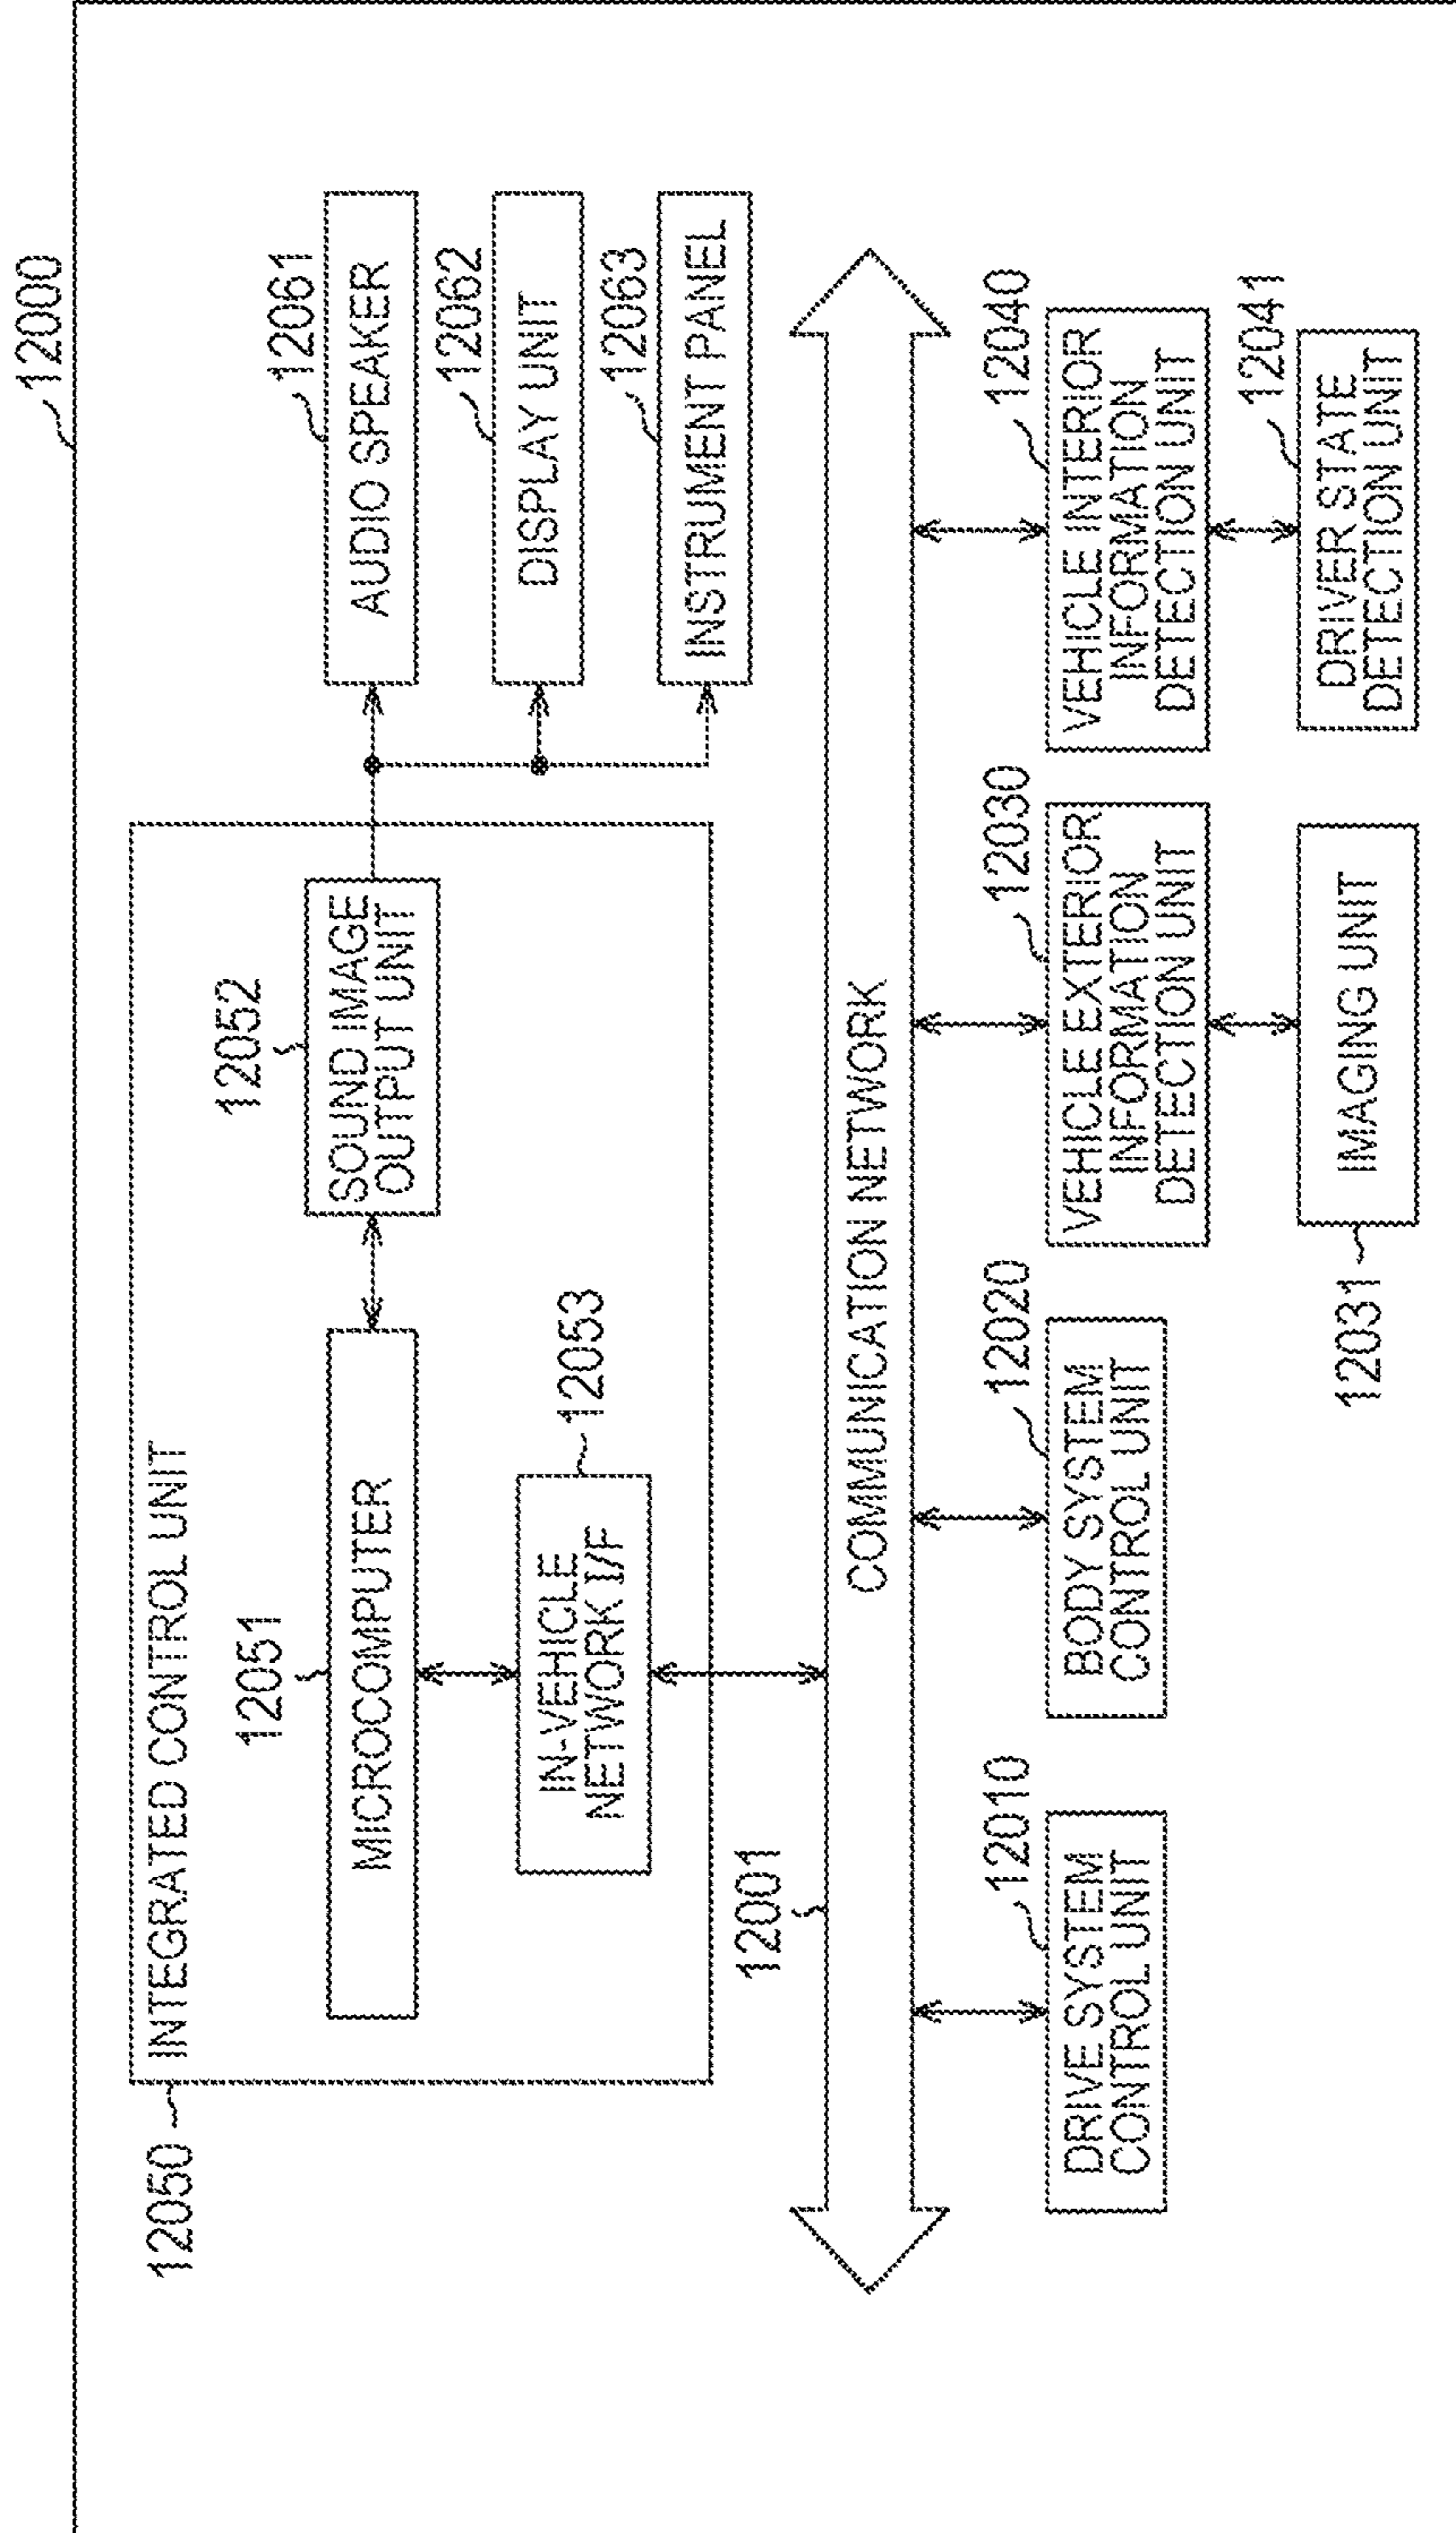 12000
12050
INTEGRATED CONTROL UNIT
12051
MICROCOMPUTER
12052
SOUND IMAGE
OUTPUT UNIT
12053
IN-VEHICLE
NETWORK I/F
12061
AUDIO SPEAKER
12062
DISPLAY UNIT
12063
INSTRUMENT PANEL
12001
COMMUNICATION NETWORK
12010
DRIVE SYSTEM
CONTROL UNIT
12020
BODY SYSTEM
CONTROL UNIT
12030
VEHICLE EXTERIOR
INFORMATION
DETECTION UNIT
12040
VEHICLE INTERIOR
INFORMATION
DETECTION UNIT
12031
IMAGING UNIT
12041
DRIVER STATE
DETECTION UNIT